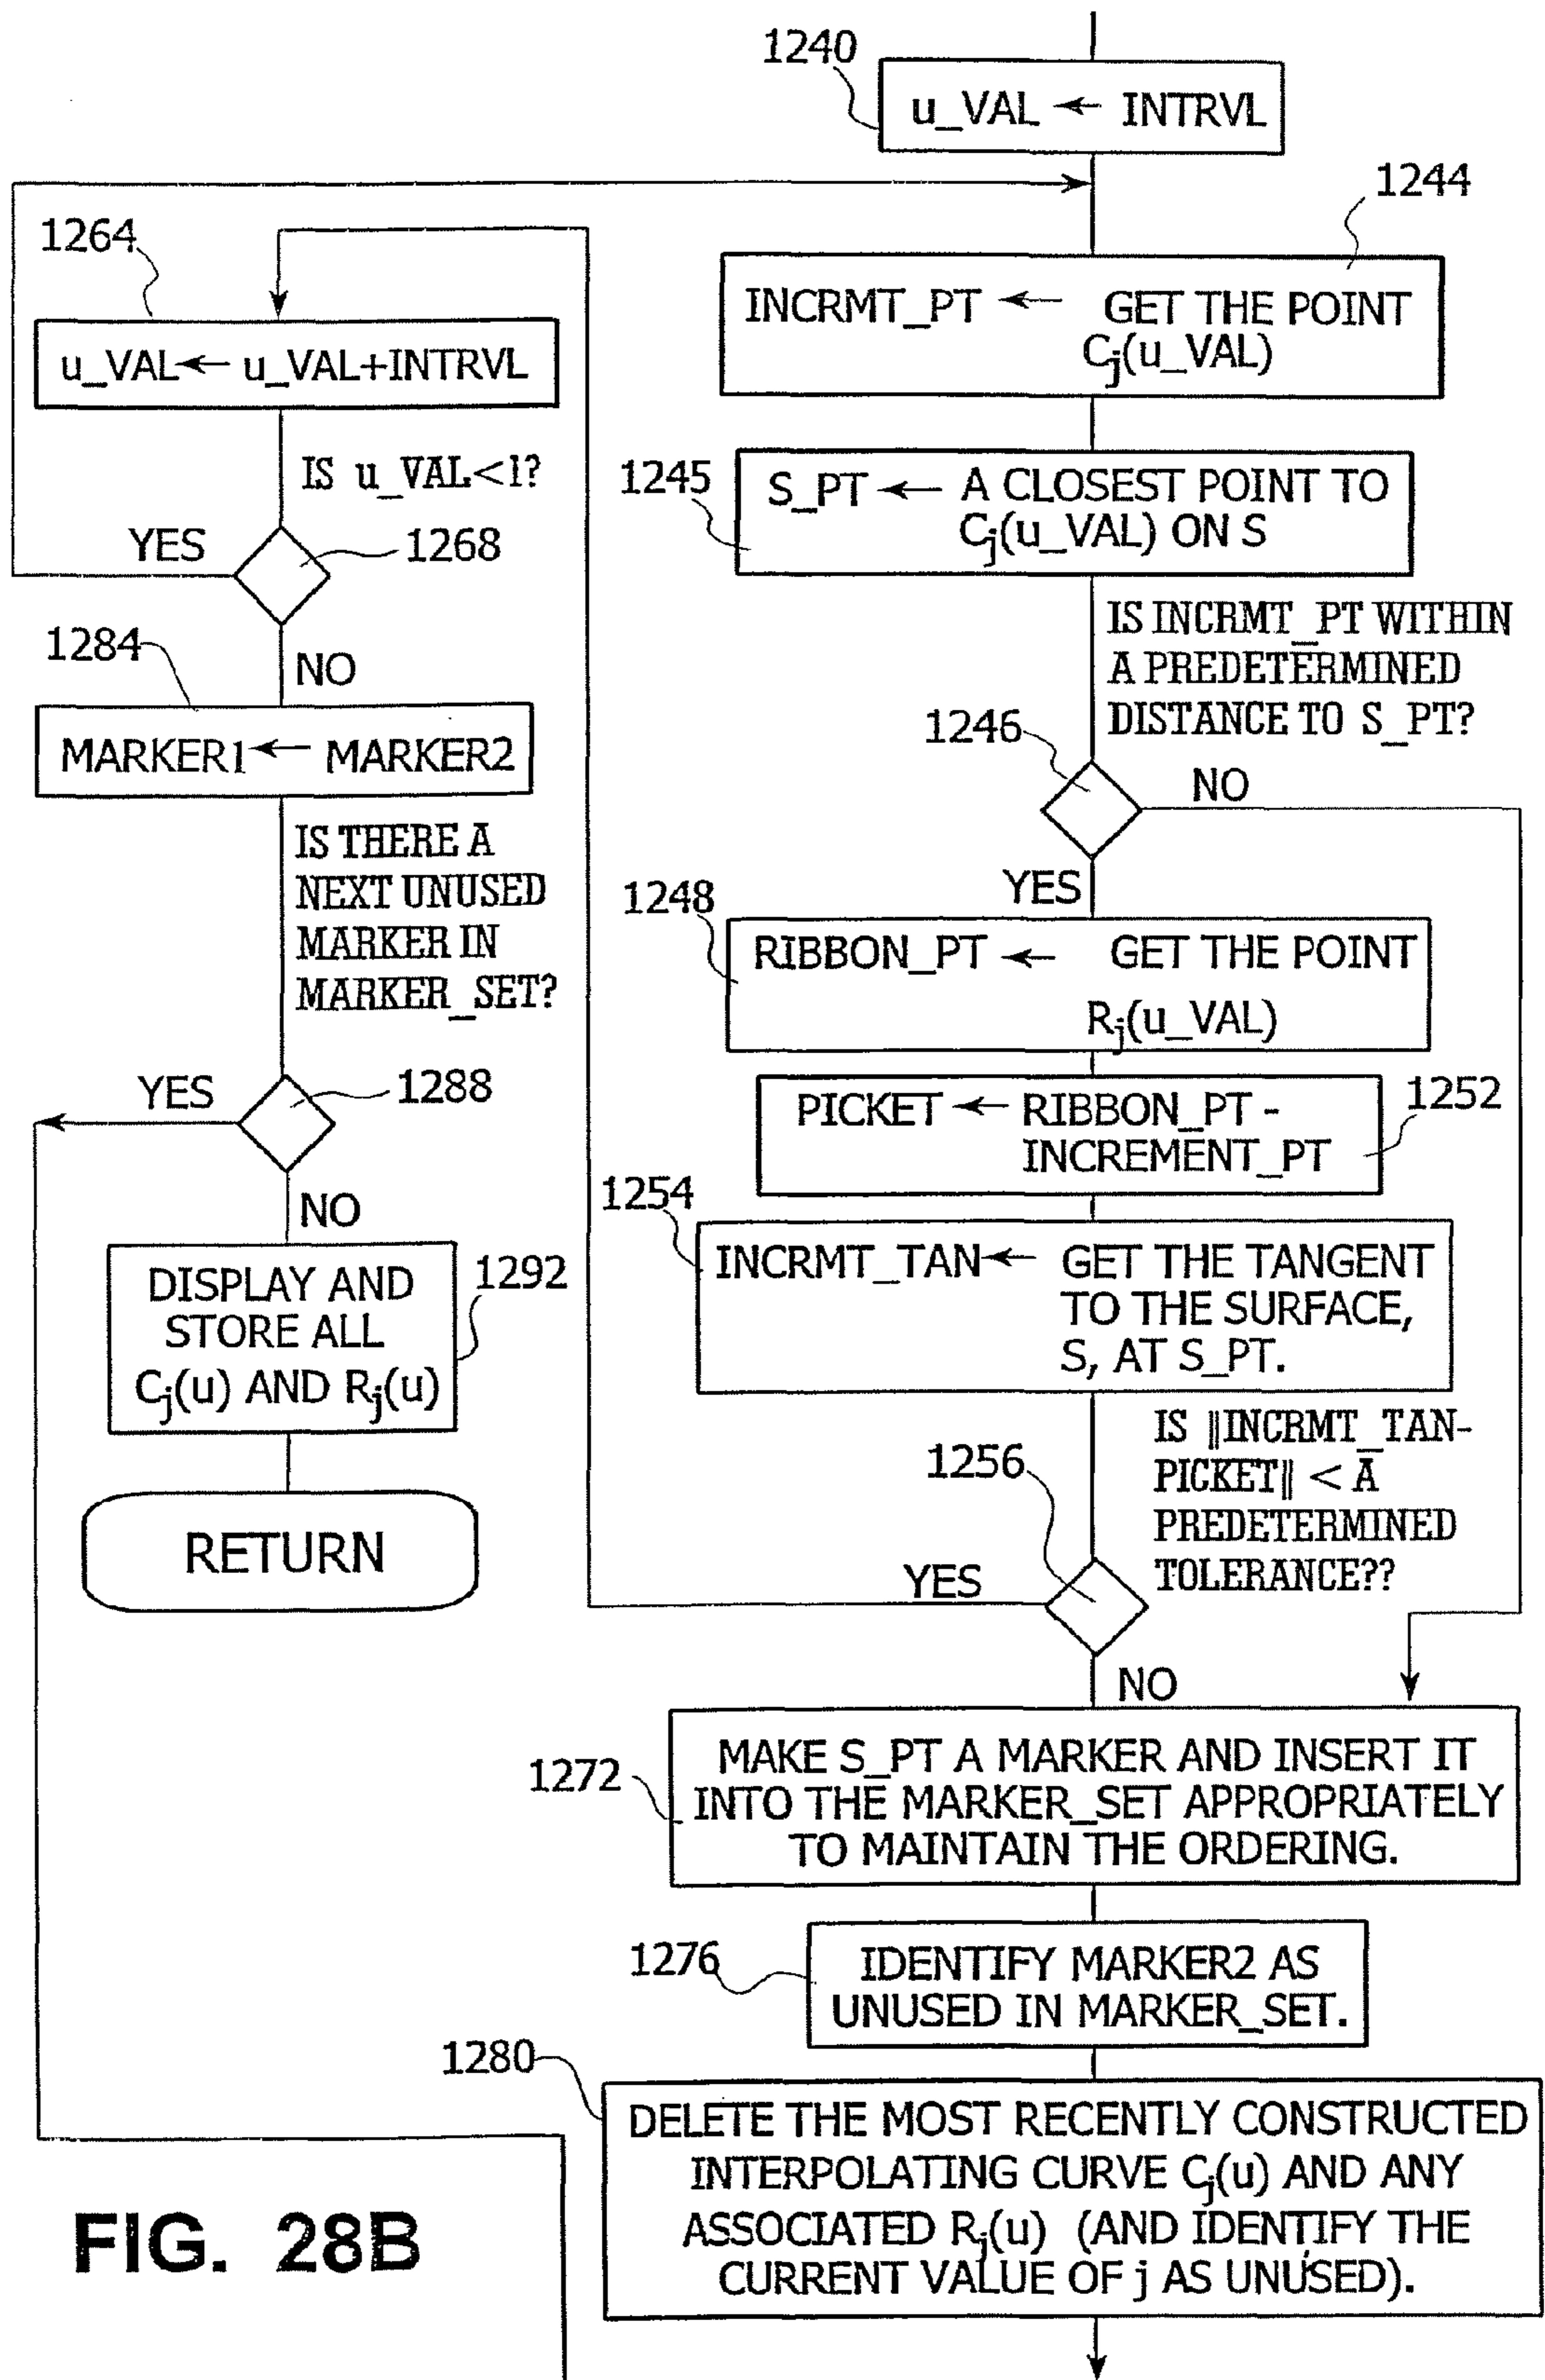 1240
u_VAL ← INTRVL
1244
INCRMT_PT ← GET THE POINT
Cj(u_VAL)
1245
S_PT ← A CLOSEST POINT TO
Cj(u_VAL) ON S
IS INCRMT_PT WITHIN
A PREDETERMINED
DISTANCE TO S_PT?
1246
NO
YES
1248
RIBBON_PT ← GET THE POINT
Rj(u_VAL)
PICKET ← RIBBON_PT -
INCREMENT_PT
1252
1254
INCRMT_TAN ← GET THE TANGENT
TO THE SURFACE,
S, AT S_PT.
IS ||INCRMT_TAN-
PICKET|| < A
PREDETERMINED
TOLERANCE??
1256
YES
NO
1272
MAKE S_PT A MARKER AND INSERT IT
INTO THE MARKER_SET APPROPRIATELY
TO MAINTAIN THE ORDERING.
1276
IDENTIFY MARKER2 AS
UNUSED IN MARKER_SET.
1280
DELETE THE MOST RECENTLY CONSTRUCTED
INTERPOLATING CURVE Cj(u) AND ANY
ASSOCIATED Rj(u) (AND IDENTIFY THE
CURRENT VALUE OF j AS UNUSED).
1264
u_VAL ← u_VAL+INTRVL
IS u_VAL<1?
YES
1268
NO
1284
MARKER1 ← MARKER2
IS THERE A
NEXT UNUSED
MARKER IN
MARKER_SET?
YES
1288
NO
DISPLAY AND
STORE ALL
Cj(u) AND Rj(u)
1292
RETURN
FIG. 28B